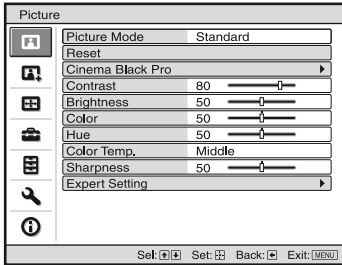 Picture
Picture Mode Standard
Reset
Cinema Black Pro
Contrast 80
Brightness 50
Color 50
Hue 50
Color Temp. Middle
Sharpness 50
Expert Setting
Sel: Set: Back: Exit: MENU